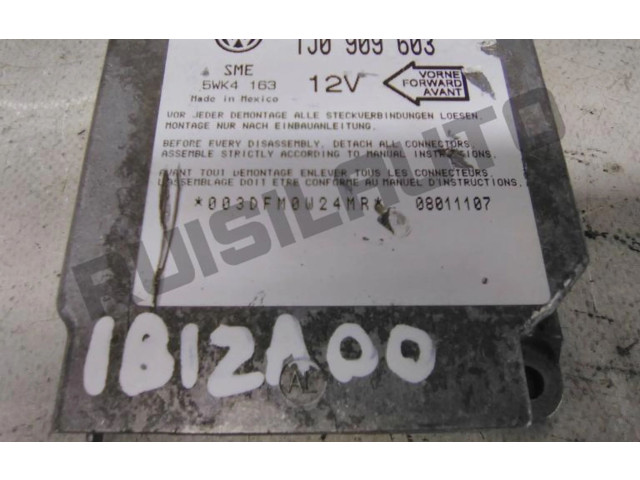 1J0 909 603
SME
5WK4 163
Made in Mexico
12V
VORNE
FORWARD
AVANT
VOR JEDER DEMONTAGE ALLE STECKVERBINDUNGEN LOESEN.
MONTAGE NUR NACH EINBAUANLEITUNG.
BEFORE EVERY DISASSEMBLY, DETACH ALL CONNECTORS.
ASSEMBLE STRICTLY ACCORDING TO MANUAL INSTRUCTIONS.
AVANT TOUT DEMONTAGE ENLEVER TOUS LES CONNECTEURS.
L'ASSEMBLAGE DOIT ETRE CONFORME AU MANUEL D'INSTRUCTIONS.
*003DFM0W24MR* 08011107
RUISILAUTO
IBIZA00
AL